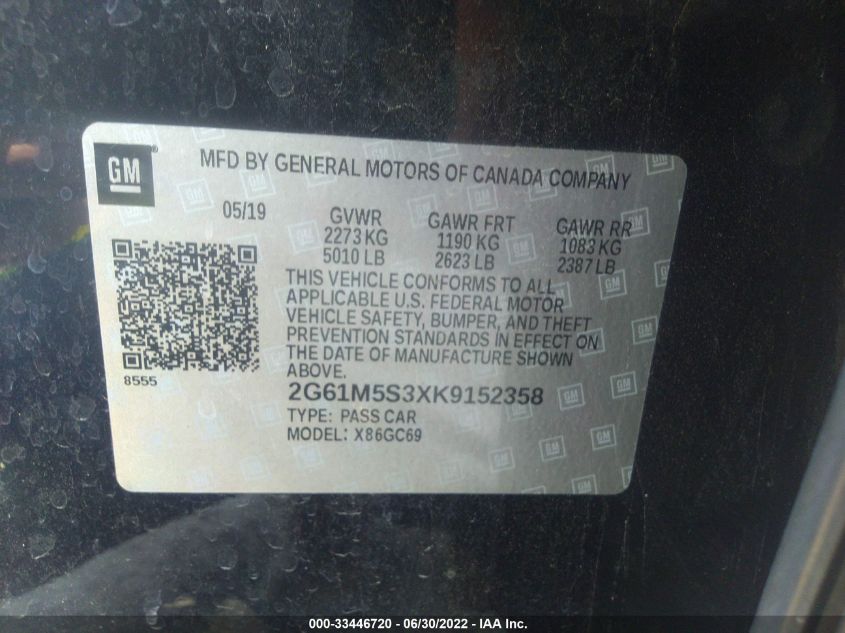 GM
MFD BY GENERAL MOTORS OF CANADA COMPANY
05/19
GVWR
2273 KG
5010 LB
GAWR FRT
1190 KG
2623 LB
GAWR RR
1083 KG
2387 LB
THIS VEHICLE CONFORMS TO ALL
APPLICABLE U.S. FEDERAL MOTOR
VEHICLE SAFETY, BUMPER, AND THEFT
PREVENTION STANDARDS IN EFFECT ON
THE DATE OF MANUFACTURE SHOWN
ABOVE.
8555
2G61M5S3XK9152358
TYPE: PASS CAR
MODEL: X86GC69
000-33446720 - 06/30/2022 - IAA Inc.